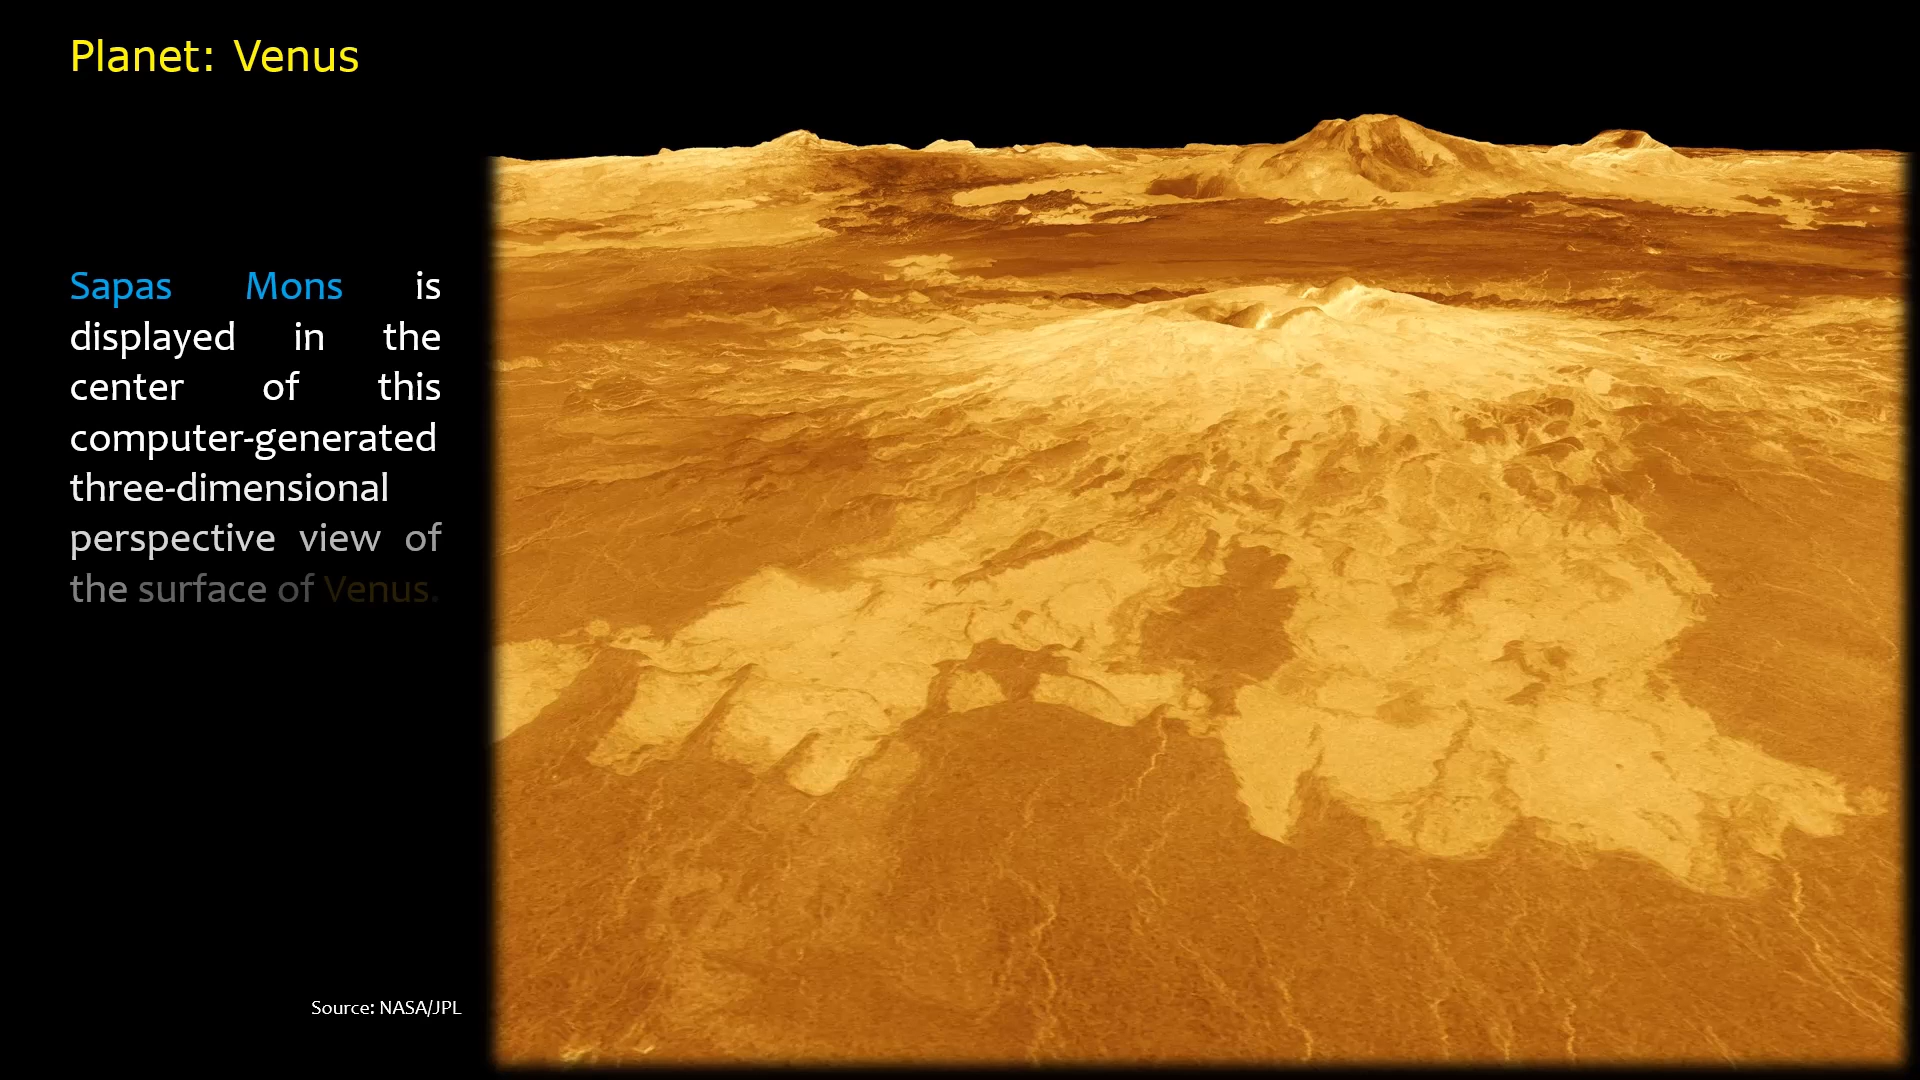 Planet: Venus
Sapas Mons is
displayed in the
center of this
computer-generated
three-dimensional
perspective view of
the surface of Venus.
Source: NASA/JPL